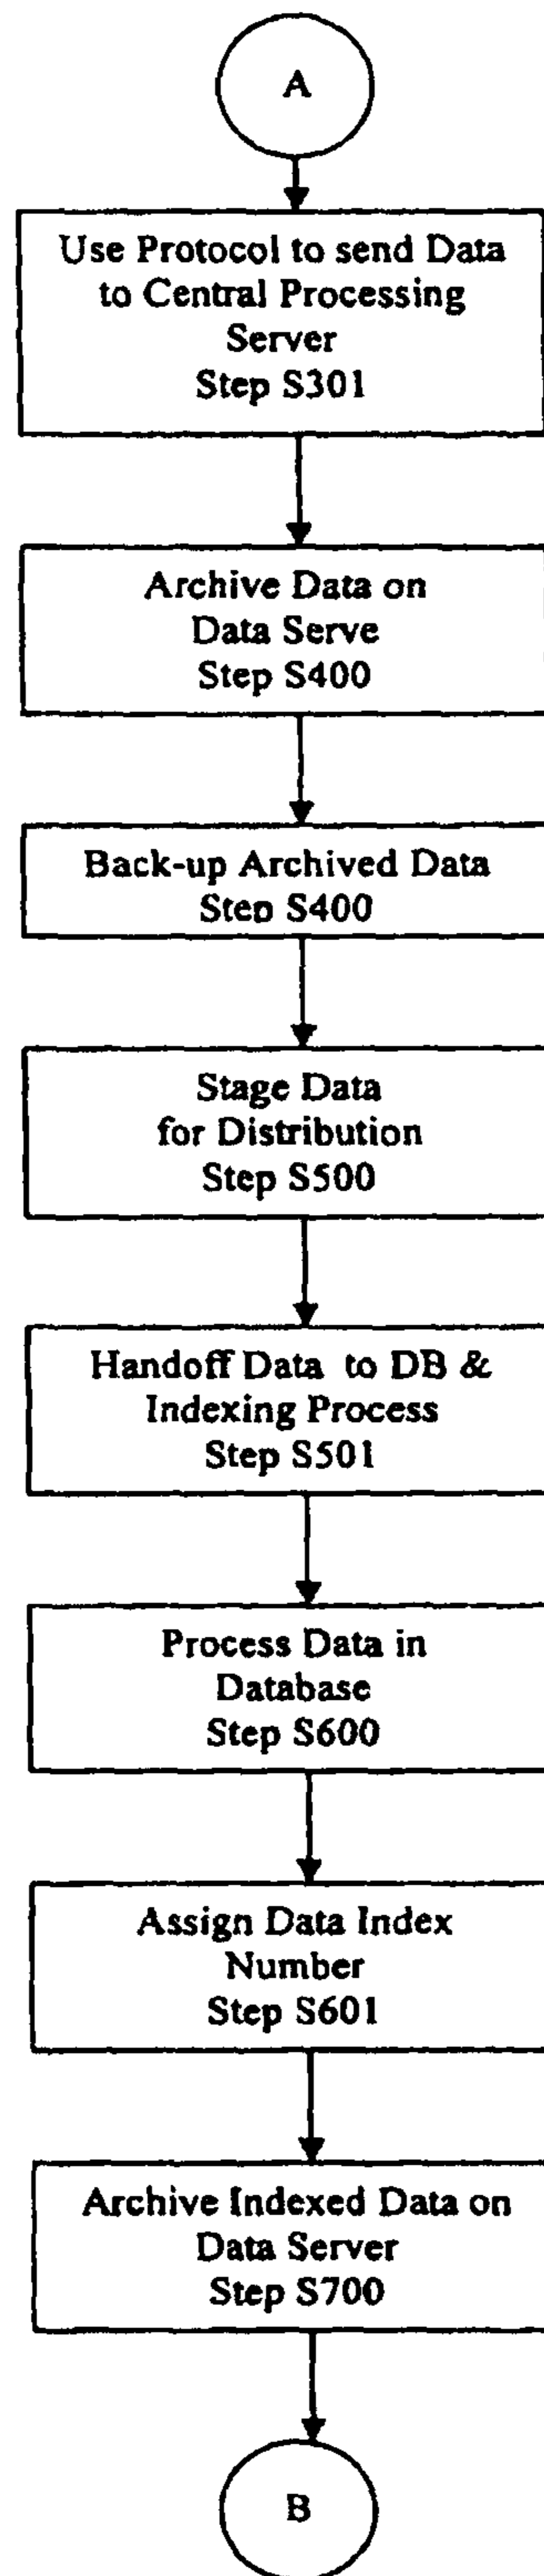 A
Use Protocol to send Data
to Central Processing
Server
Step S301
Archive Data on
Data Serve
Step S400
Back-up Archived Data
Step S400
Stage Data
for Distribution
Step S500
Handoff Data to DB &
Indexing Process
Step S501
Process Data in
Database
Step S600
Assign Data Index
Number
Step S601
Archive Indexed Data on
Data Server
Step S700
B